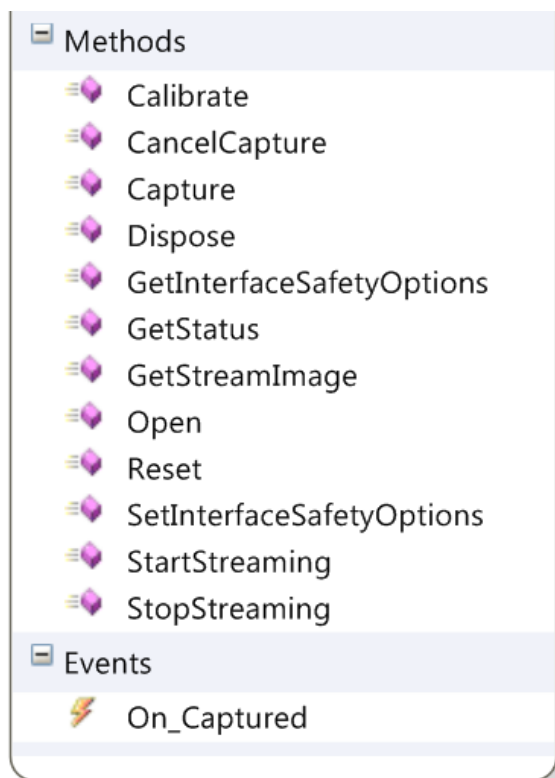 Methods
Calibrate
CancelCapture
Capture
Dispose
GetInterfaceSafetyOptions
GetStatus
GetStreamImage
Open
Reset
SetInterfaceSafetyOptions
StartStreaming
StopStreaming
Events
On_Captured